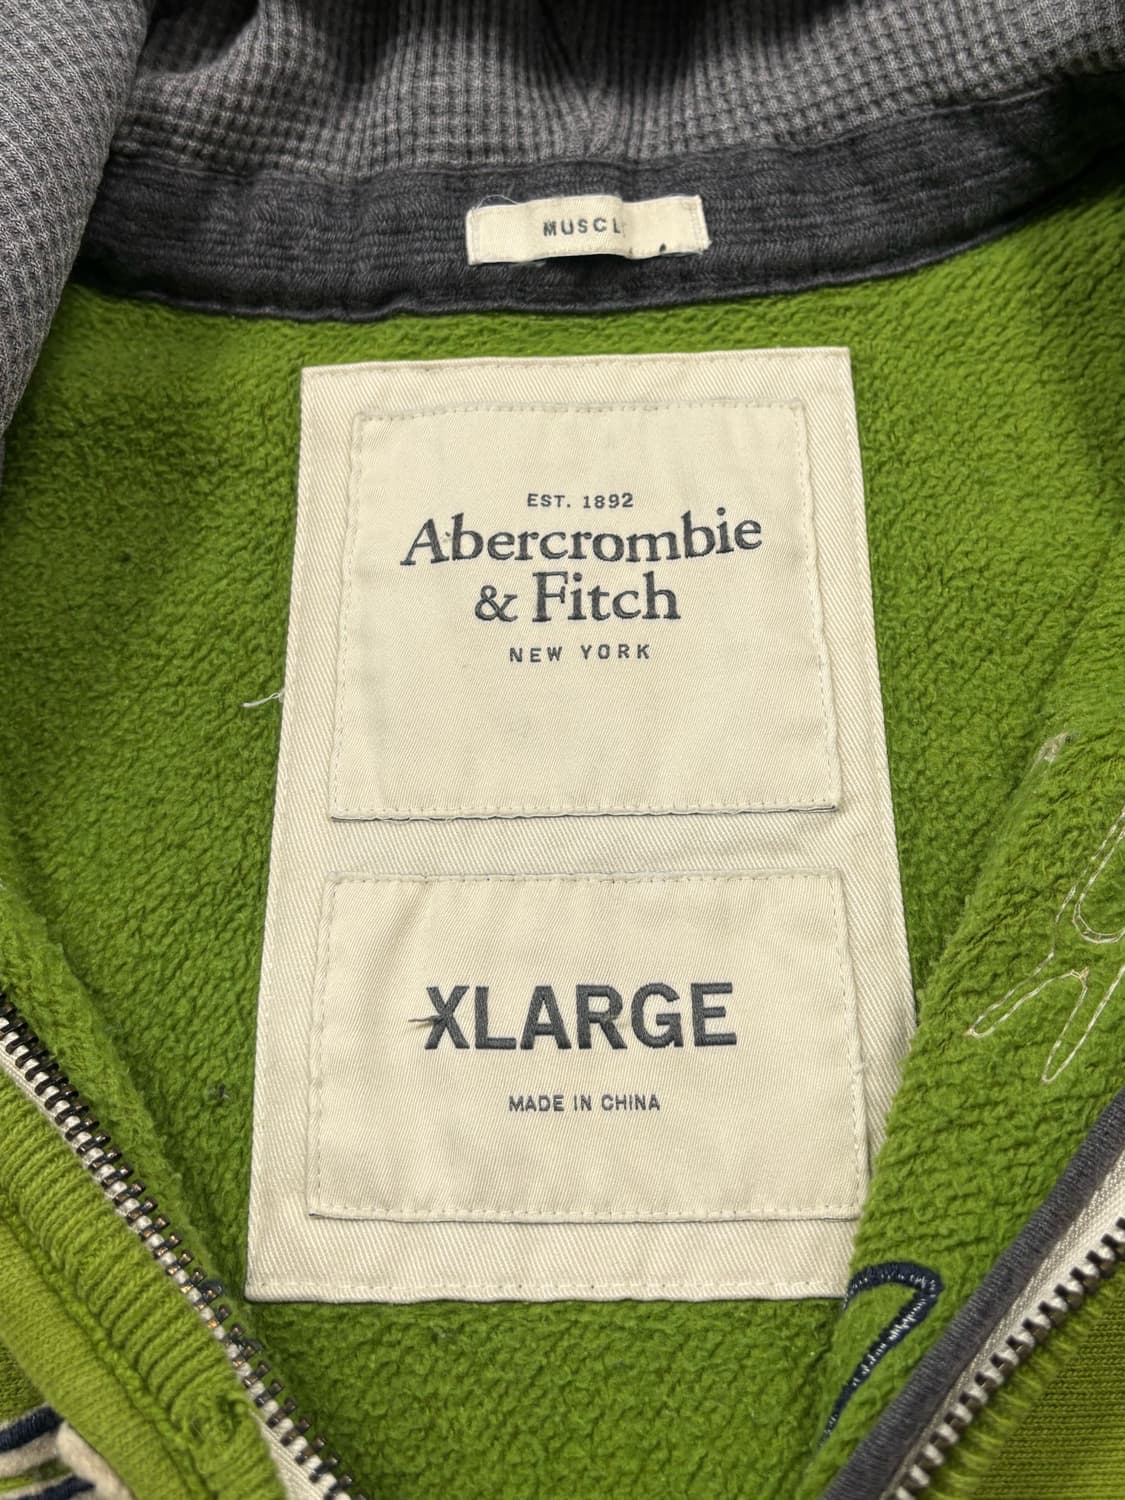 MUSCL
EST. 1892
Abercrombie
& Fitch
NEW YORK
XLARGE
MADE IN CHINA